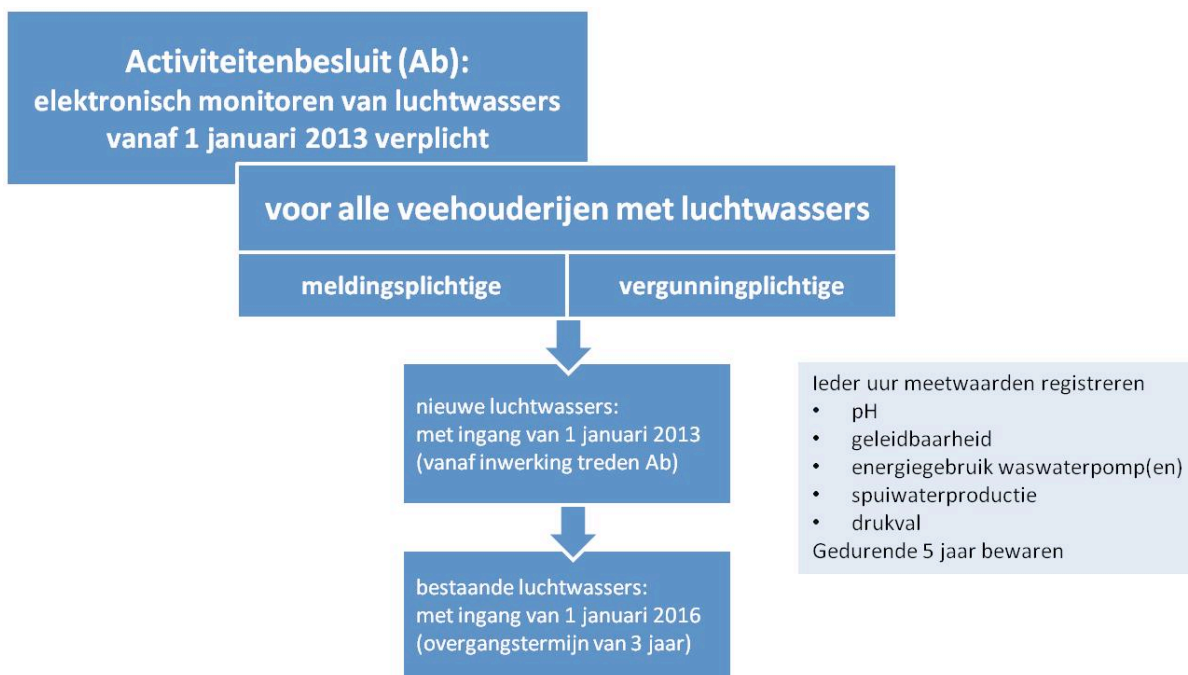 Activiteitenbesluit (Ab):
elektronisch monitoren van luchtwassers
vanaf 1 januari 2013 verplicht
voor alle veehouderijen met luchtwassers
meldingsplichtige
vergunningplichtige
nieuwe luchtwassers:
met ingang van 1 januari 2013
(vanaf inwerking treden Ab)
bestaande luchtwassers:
met ingang van 1 januari 2016
(overgangstermijn van 3 jaar)
Ieder uur meetwaarden registreren
• pH
• geleidbaarheid
• energiegebruik waswaterpomp(en)
• spuiwaterproductie
• drukval
Gedurende 5 jaar bewaren